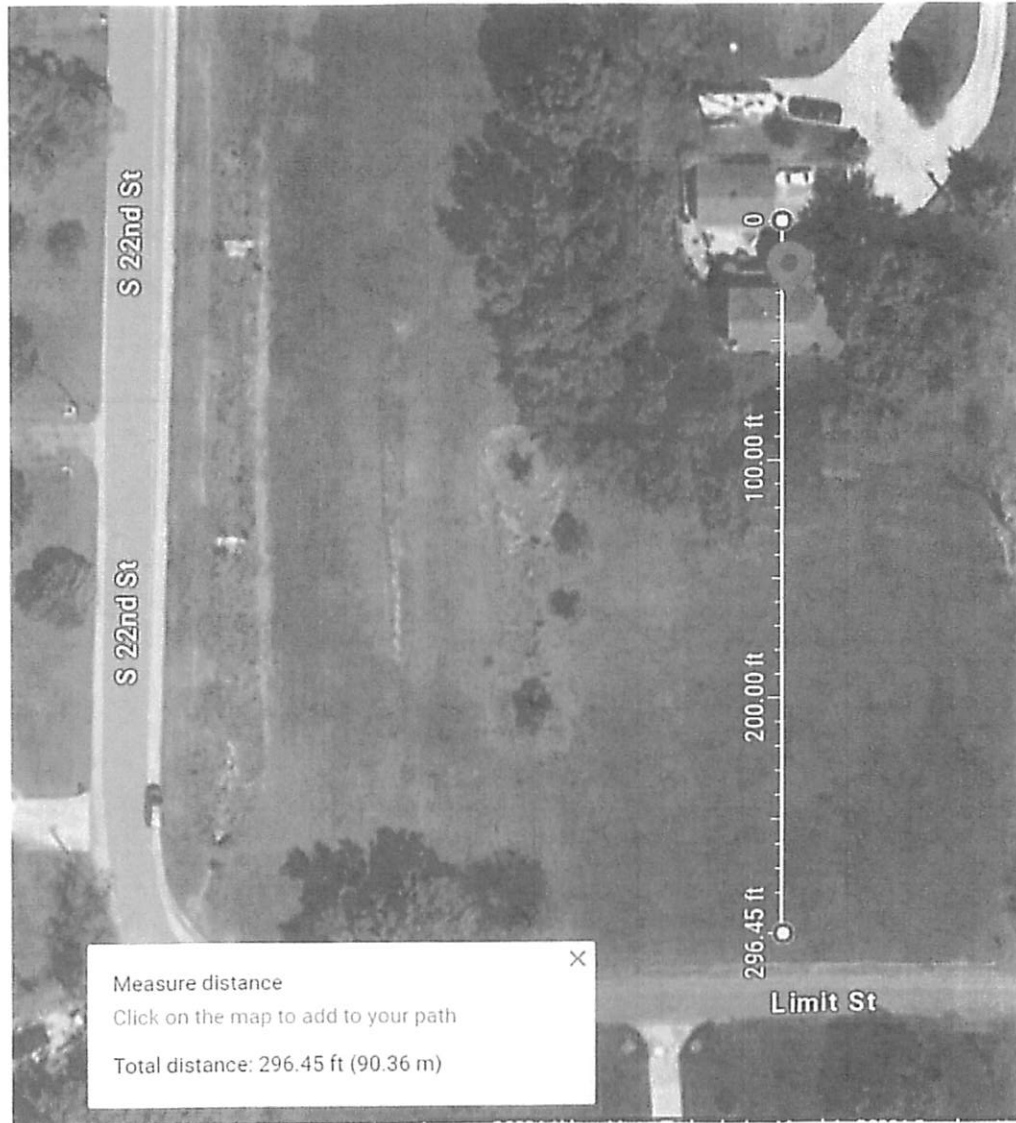 S 22nd St
0
100.00 ft
S 22nd St
200.00 ft
296.45 ft
Measure distance
Click on the map to add to your path
Total distance: 296.45 ft (90.36 m)
Limit St